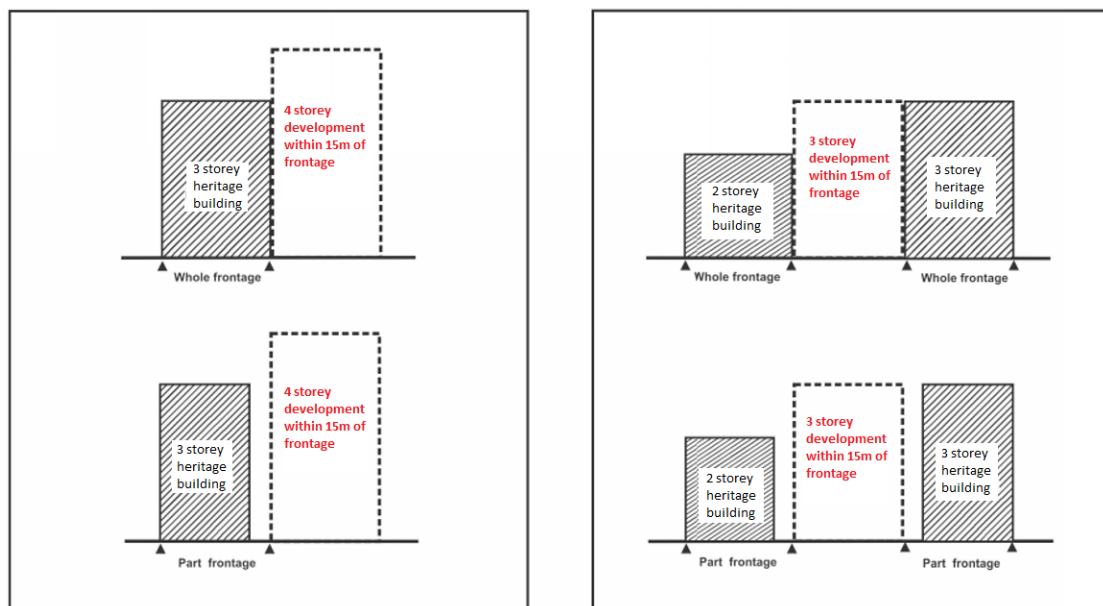 4 storey
development
within 15m of
frontage
3 storey
heritage
building
Whole frontage
3 storey
development
within 15m of
frontage
2 storey
heritage
building
3 storey
heritage
building
Whole frontage
Whole frontage
4 storey
development
within 15m of
frontage
3 storey
heritage
building
Part frontage
3 storey
development
within 15m of
frontage
2 storey
heritage
building
3 storey
heritage
building
Part frontage
Part frontage